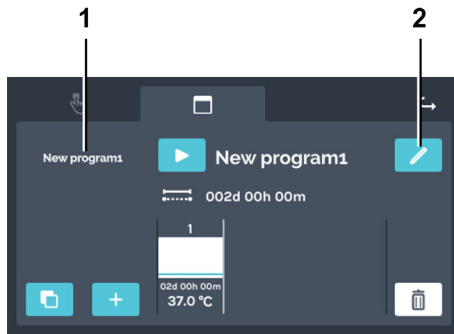 1
2
New program1
New program1
002d 00h 00m
1
02d 00h 00m
37.0 °C